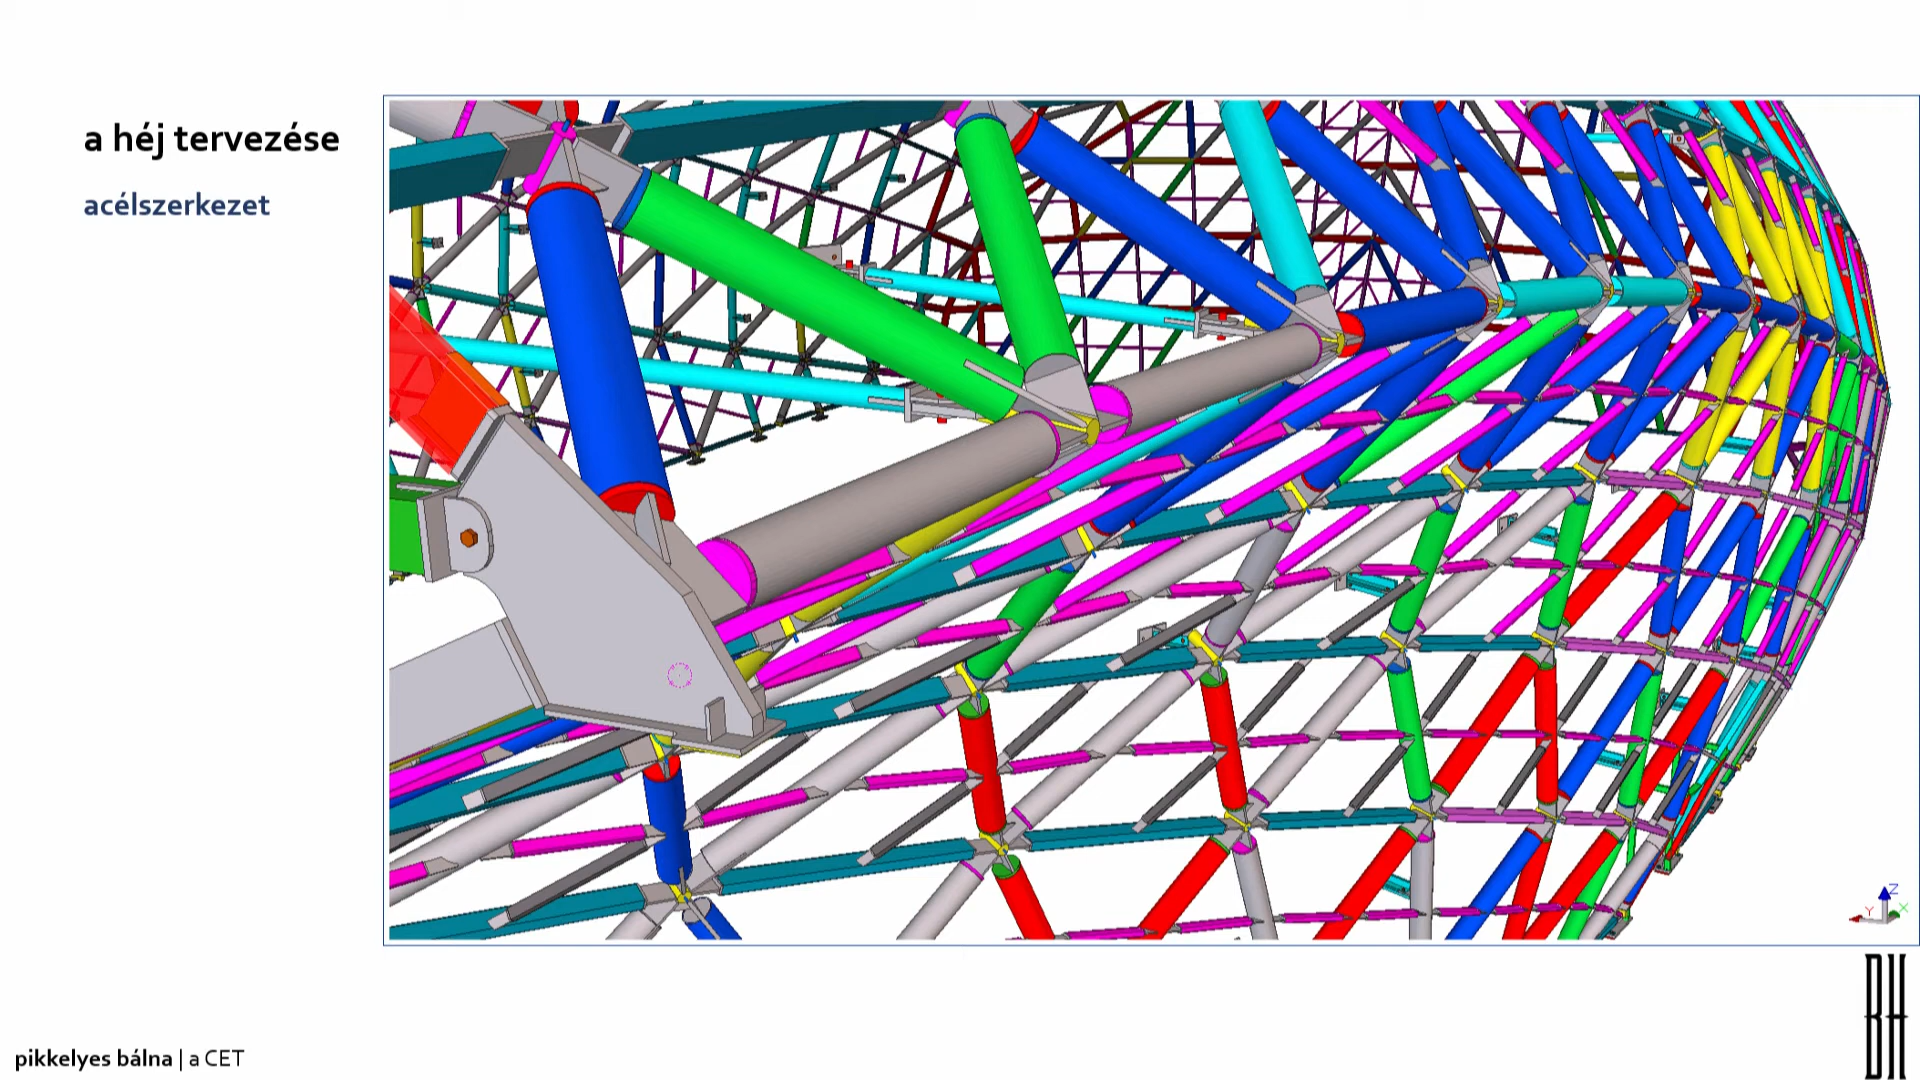 a héj tervezése
acélszerkezet
Z
Y
X
BH
pikkelyes bálna | a CET